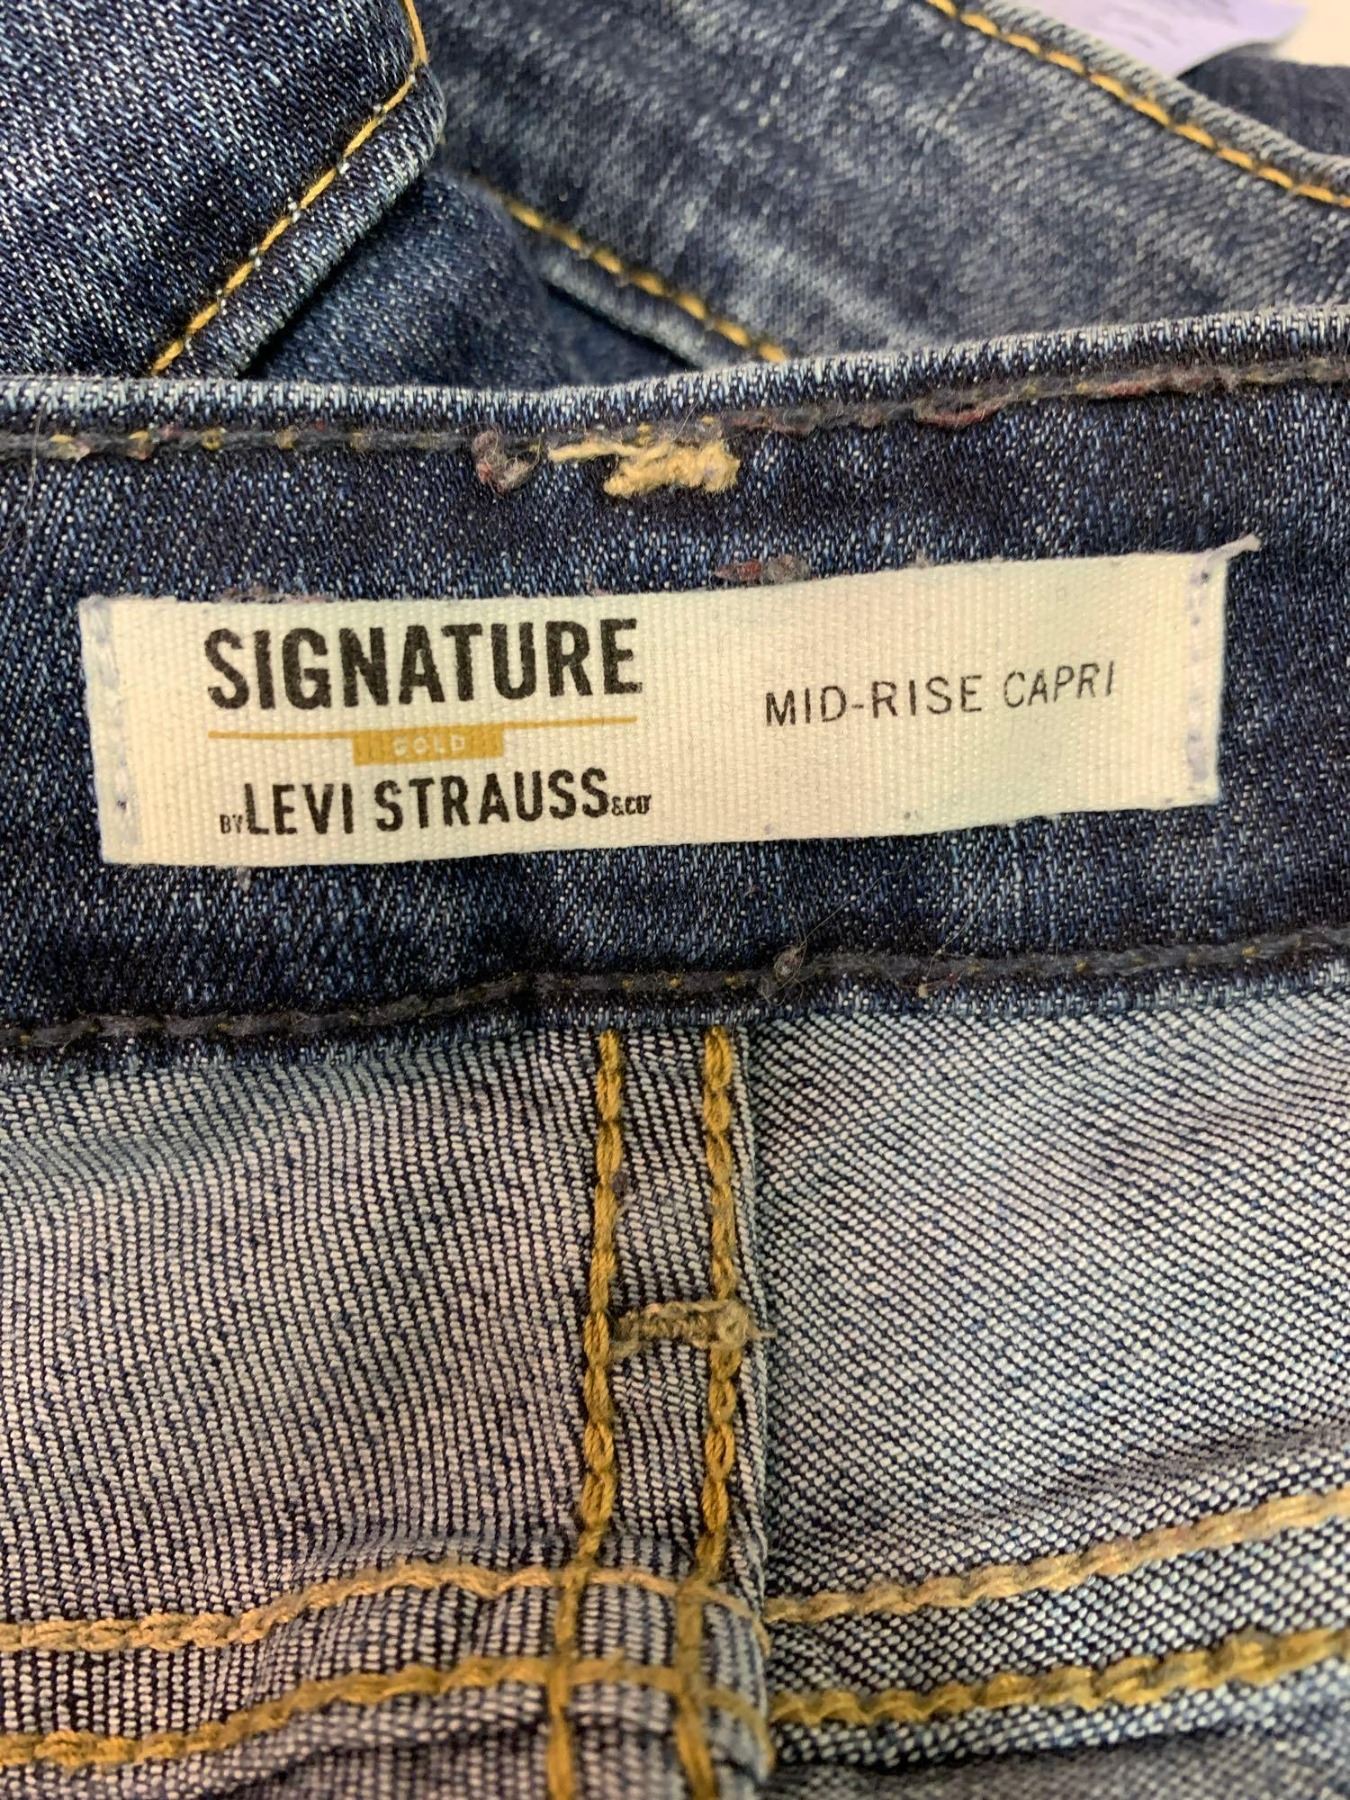 SIGNATURE
GOLD
BY LEVI STRAUSS & CO
MID-RISE CAPRI